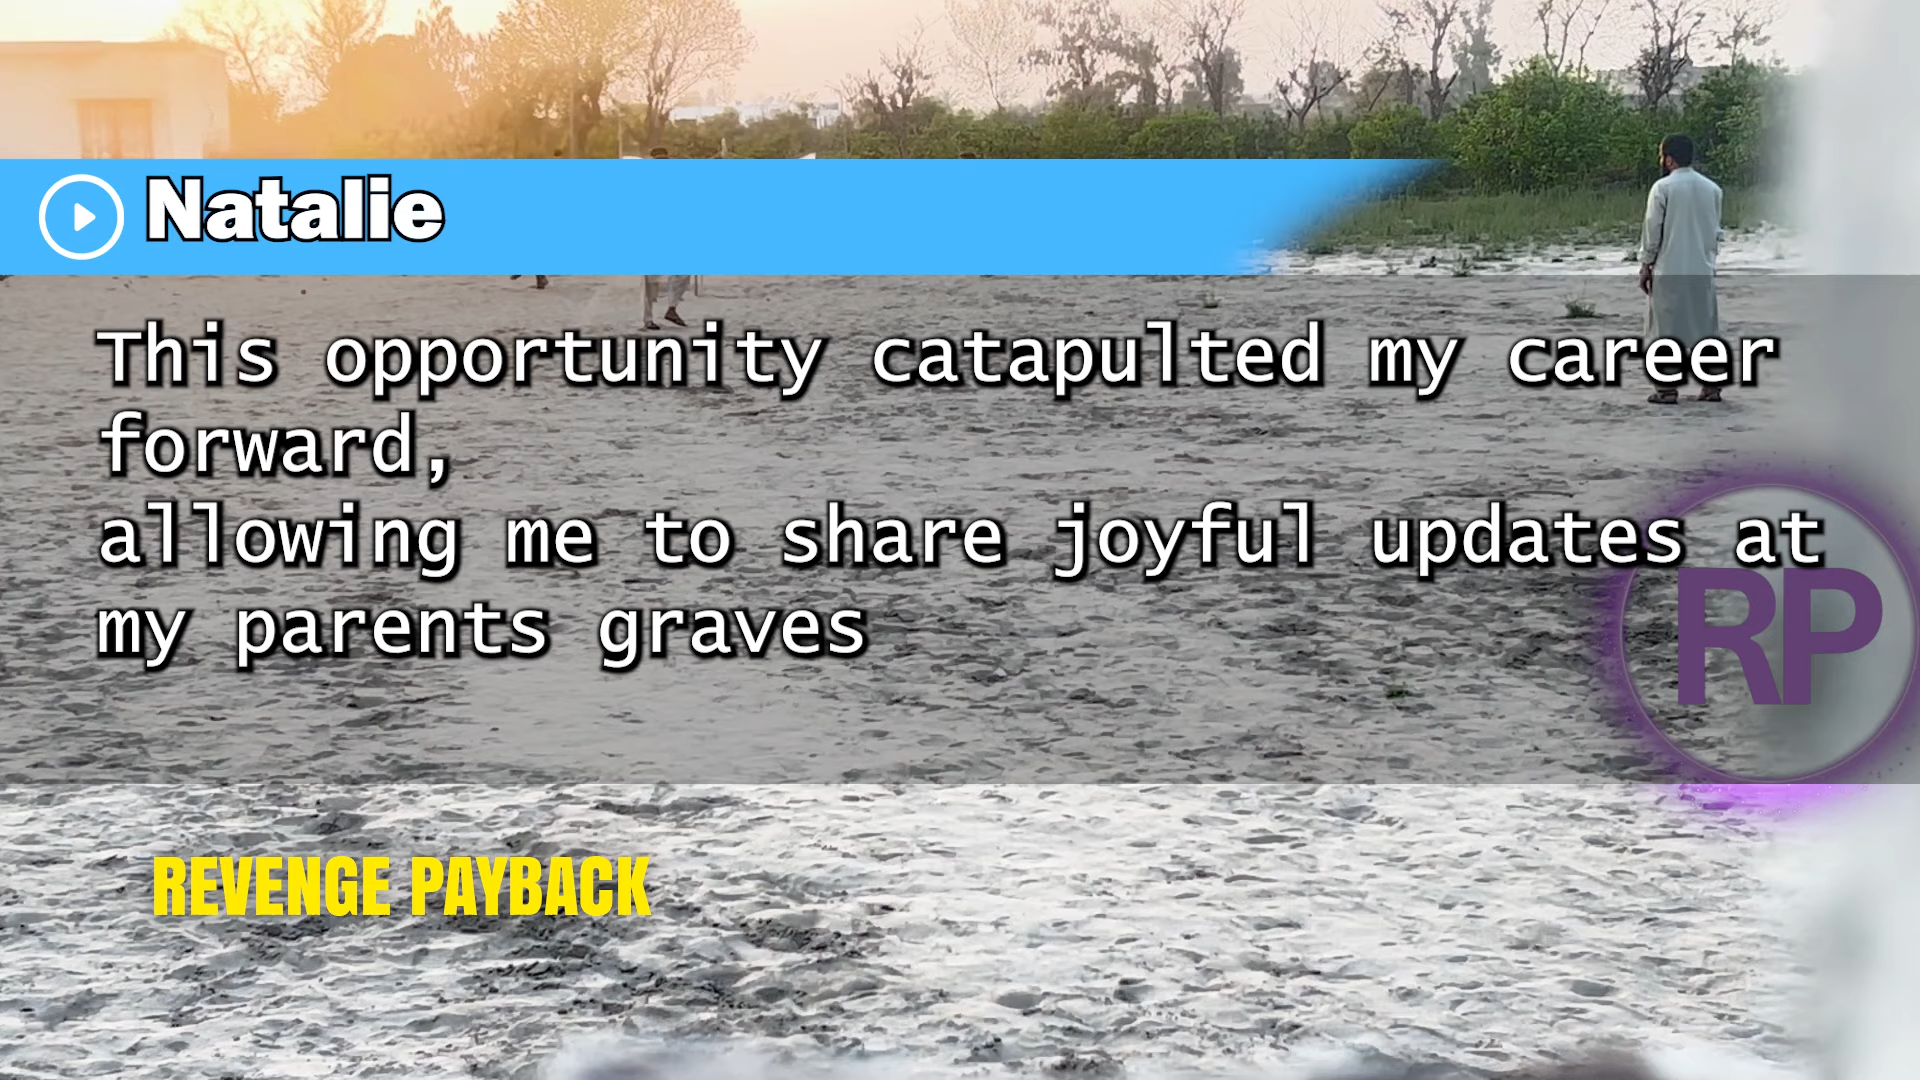 Natalie
This opportunity catapulted my career
forward,
allowing me to share joyful updates at
my parents graves
RP
REVENGE PAYBACK